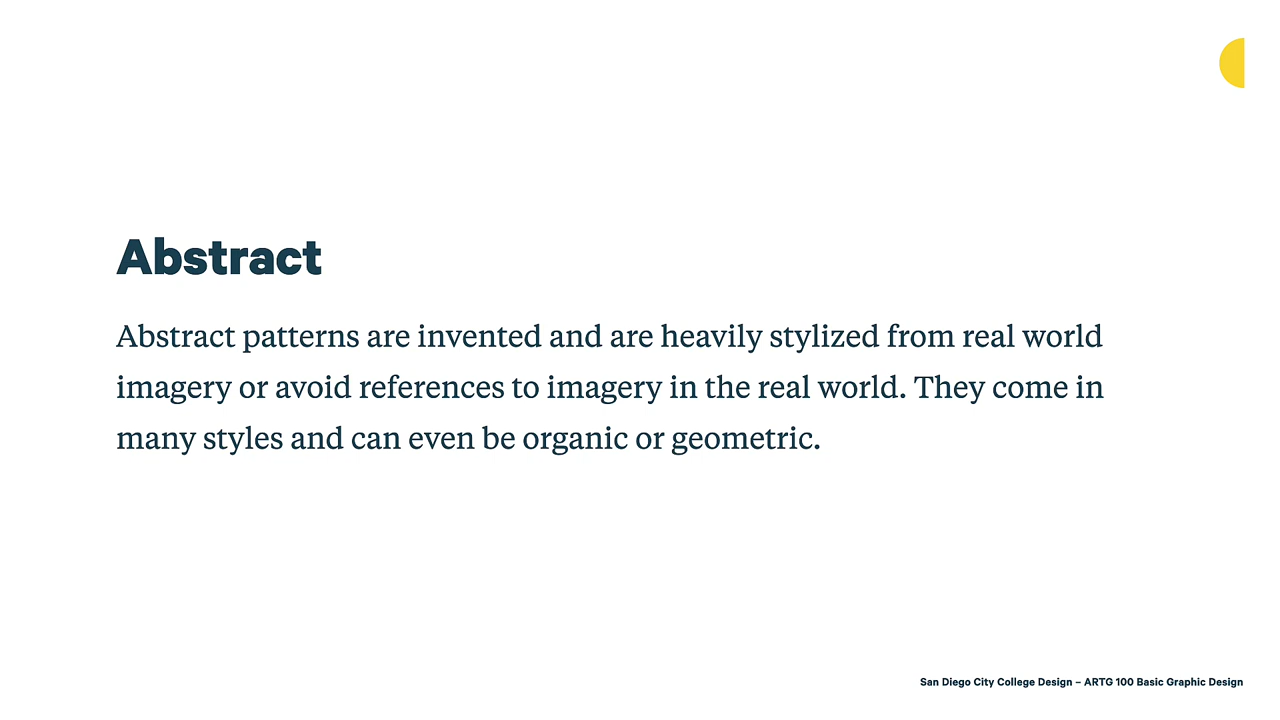 Abstract
Abstract patterns are invented and are heavily stylized from real world
imagery or avoid references to imagery in the real world. They come in
many styles and can even be organic or geometric.
San Diego City College Design – ARTG 100 Basic Graphic Design